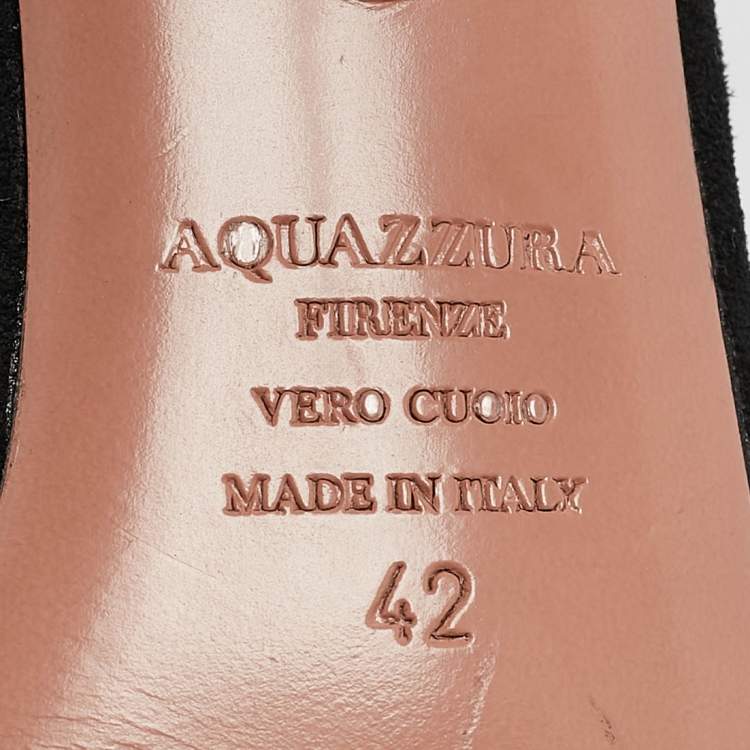 AQUAZZURA
FIRENZE
VERO CUOIO
MADE IN ITALY
42